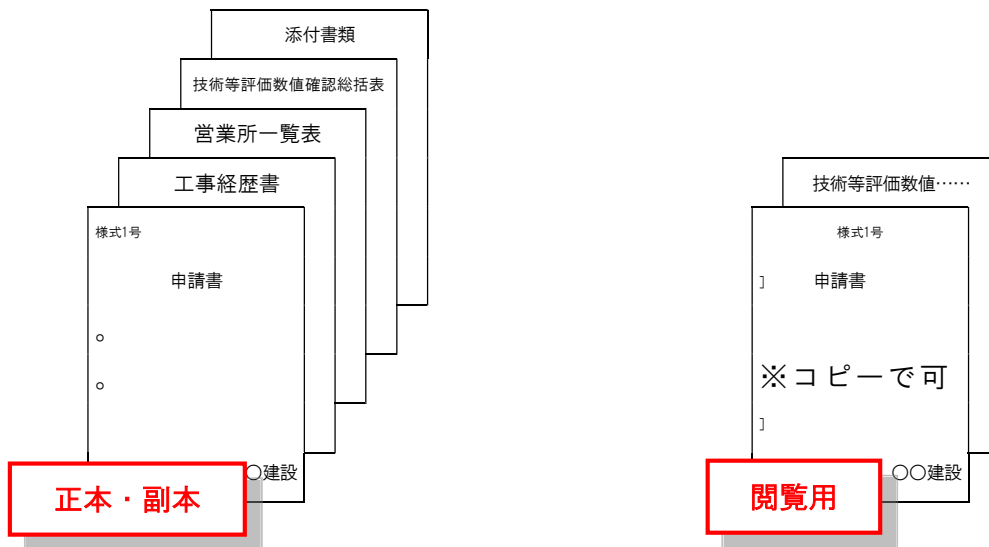 添付書類
技術等評価数値確認総括表
営業所一覧表
工事経歴書
様式1号
申請書
○建設
正本・副本
技術等評価数値……
様式1号
申請書
※コピーで可
○○建設
閲覧用